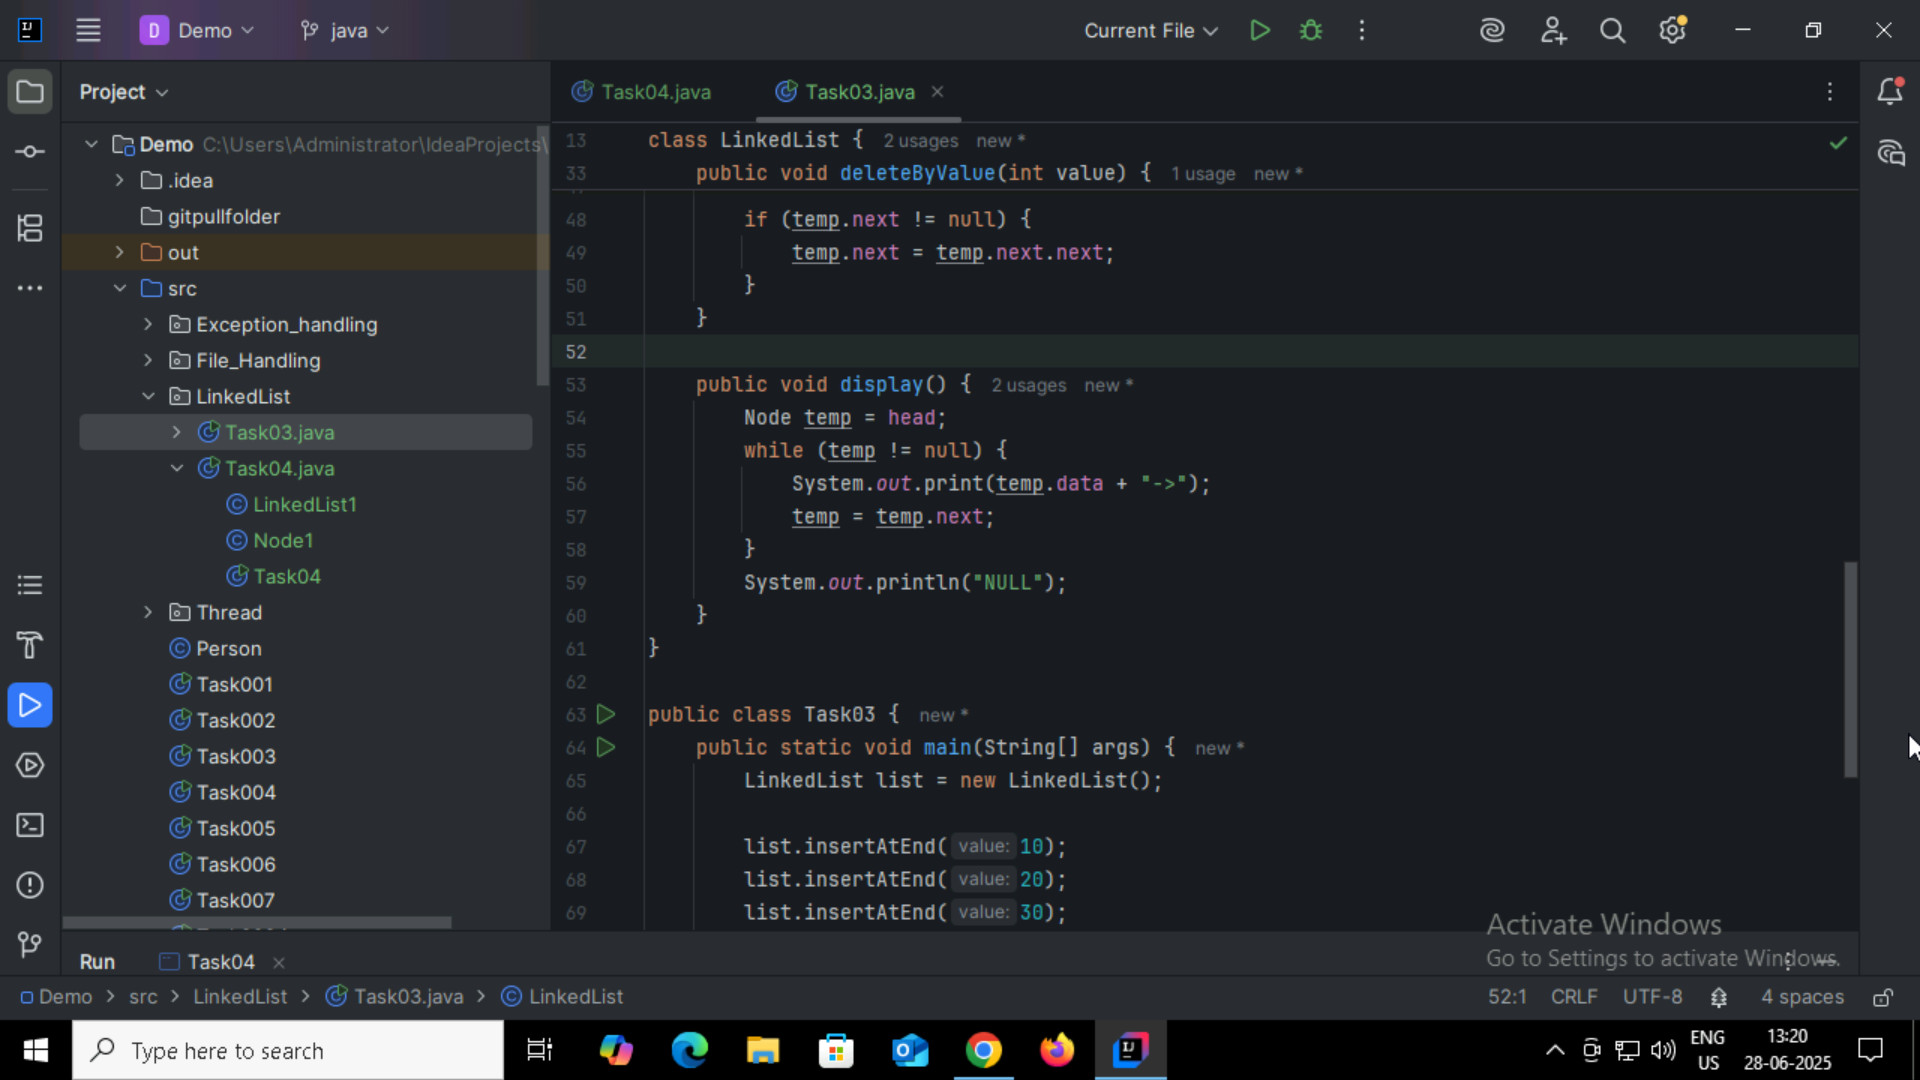 Demo
java
Current File
Project
Task04.java
Task03.java
Demo C:\Users\Administrator\IdeaProjects\
.idea
gitpullfolder
out
src
Exception_handling
File_Handling
LinkedList
Task03.java
Task04.java
LinkedList1
Node1
Task04
Thread
Person
Task001
Task002
Task003
Task004
Task005
Task006
Task007
13 class LinkedList { 2 usages new *
33 public void deleteByValue(int value) { 1 usage new *
48 if (temp.next != null) {
49 temp.next = temp.next.next;
50 }
51 }
52
53 public void display() { 2 usages new *
54 Node temp = head;
55 while (temp != null) {
56 System.out.print(temp.data + "->");
57 temp = temp.next;
58 }
59 System.out.println("NULL");
60 }
61 }
62
63 public class Task03 { new *
64 public static void main(String[] args) { new *
65 LinkedList list = new LinkedList();
66
67 list.insertAtEnd( value: 10);
68 list.insertAtEnd( value: 20);
69 list.insertAtEnd( value: 30);
Activate Windows
Go to Settings to activate Windows.
Run Task04
Demo > src > LinkedList > Task03.java > LinkedList
52:1 CRLF UTF-8 4 spaces
Type here to search
ENG
US
13:20
28-06-2025